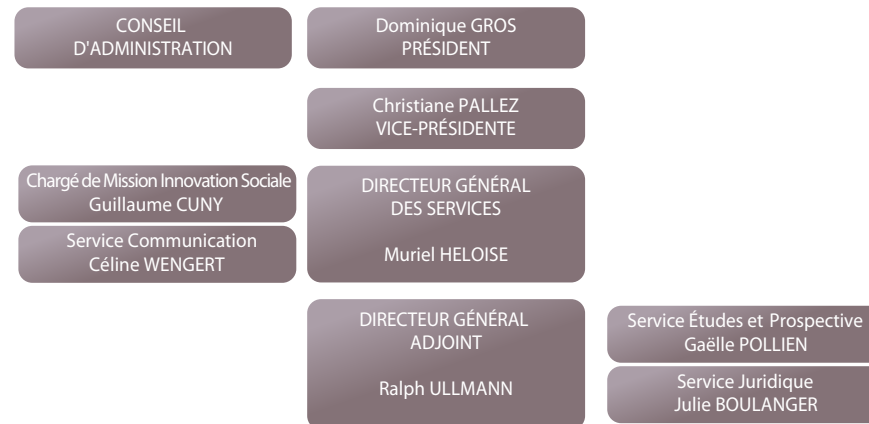 CONSEIL
D'ADMINISTRATION
Dominique GROS
PRÉSIDENT
Christiane PALLEZ
VICE-PRÉSIDENTE
Chargé de Mission Innovation Sociale
Guillaume CUNY
Service Communication
Céline WENGERT
DIRECTEUR GÉNÉRAL
DES SERVICES
Muriel HELOISE
DIRECTEUR GÉNÉRAL
ADJOINT
Ralph ULLMANN
Service Études et Prospective
Gaëlle POLLIEN
Service Juridique
Julie BOULANGER